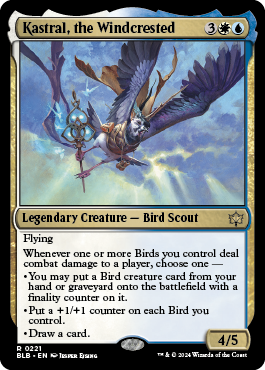 Kastral, the Windcrested 3
Legendary Creature — Bird Scout
Flying
Whenever one or more Birds you control deal
combat damage to a player, choose one —
•You may put a Bird creature card from your
hand or graveyard onto the battlefield with a
finality counter on it.
•Put a +1/+1 counter on each Bird you
control.
•Draw a card.
4/5
R 0221
BLB • EN Jesper Ejsing
™ & © 2024 Wizards of the Coast